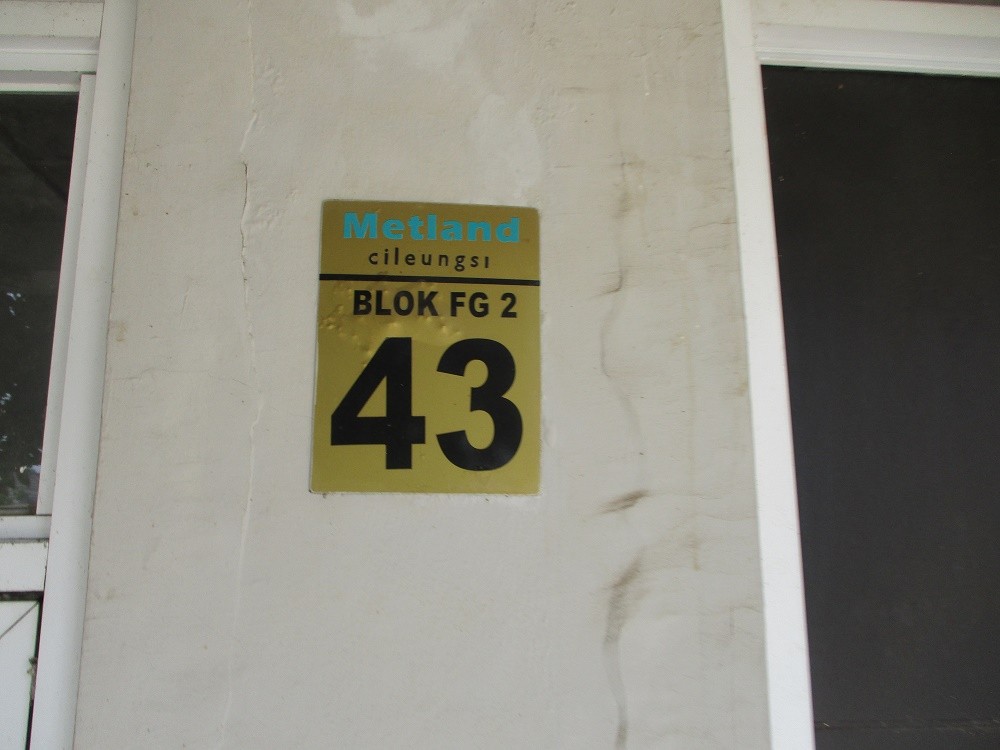 Metland
cileungsi
BLOK FG 2
43